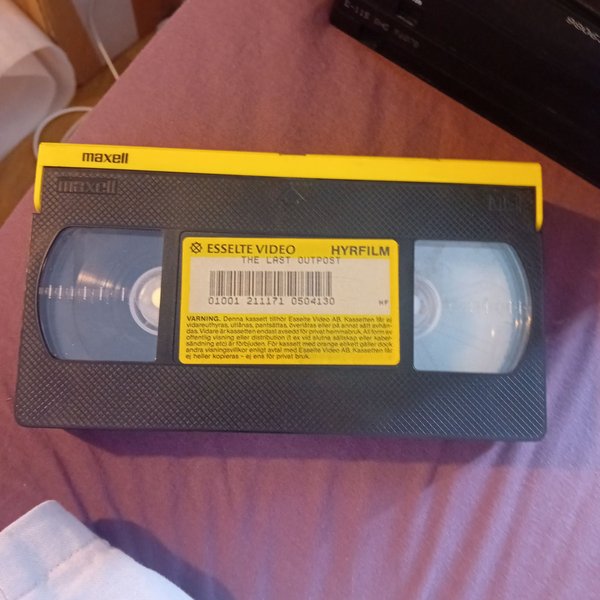 maxell
maxell
ESSELTE VIDEO HYRFILM
THE LAST OUTPOST
01001 211171 0504130 HF
VARNING. Denna kassett tillhör Esselte Video AB. Kassetten får ej
vidareuthyras, utlånas, pantsättas, överlåtas eller på annat sätt avhän-
das. Vidare är kassetten endast avsedd för privat hemmabruk. All form av
offentlig visning eller distribution (t ex vid slutna sällskap eller kabel-
sändning etc) är förbjuden. För kassett med orange etikett gäller dock
andra visningsvillkor enligt avtal med Esselte Video AB. Kassetten får
ej heller kopieras – ej ens för privat bruk.